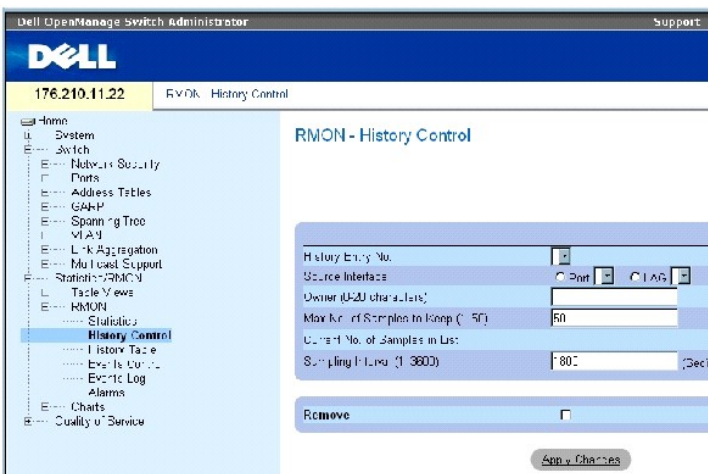 Dell OpenManage Switch Administrator
Support
DELL
176.210.11.22
RMON - History Control
Home
System
Switch
Network Security
Ports
Address Tables
GARP
Spanning Tree
VLAN
Link Aggregation
Multicast Support
Statistics/RMON
Table Views
RMON
Statistics
History Control
History Table
Events Control
Events Log
Alarms
Charts
Quality of Service
RMON - History Control
History Entry No.
Source Interface
Port
LAG
Owner (0-20 characters)
Max No. of Samples to Keep (1-50)
50
Current No. of Samples in List
Sampling Interval (1-3600)
1800
(Sec
Remove
Apply Changes